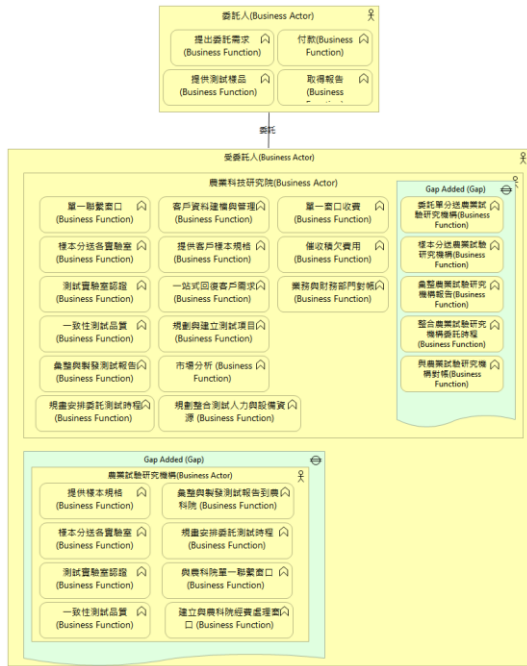 委託人(Business Actor)
提出委託需求
(Business Function)
付款(Business
Function)
提供測試樣品
(Business Function)
取得報告
(Business
委託
受委託人(Business Actor)
農業科技研究院(Business Actor)
單一聯繫窗口
(Business Function)
客戶資料建檔與管理
(Business Function)
單一窗口收費
(Business Function)
樣本分送各實驗室
(Business Function)
提供客戶樣本規格
(Business Function)
催收積欠費用
(Business Function)
測試實驗室認證
(Business Function)
一站式回復客戶需求
(Business Function)
業務與財務部門對帳
(Business Function)
一致性測試品質
(Business Function)
規劃與建立測試項目
(Business Function)
彙整與製發測試報告
(Business Function)
市場分析 (Business
Function)
規畫安排委託測試時程
(Business Function)
規劃整合測試人力與設備資
源 (Business Function)
Gap Added (Gap)
委託單分送農業試
驗研究機構(Business
Function)
樣本分送農業試驗
研究機構(Business
Function)
彙整農業試驗研究
機構報告(Business
Function)
整合農業試驗研究
機構委託時程
(Business Function)
與農業試驗研究機
構對帳(Business
Function)
Gap Added (Gap)
農業試驗研究機構(Business Actor)
提供樣本規格
(Business Function)
彙整與製發測試報告到農
科院 (Business Function)
樣本分送各實驗室
(Business Function)
規畫安排委託測試時程
(Business Function)
測試實驗室認證
(Business Function)
與農科院單一聯繫窗口
(Business Function)
一致性測試品質
(Business Function)
建立與農科院經費處理窗
口 (Business Function)